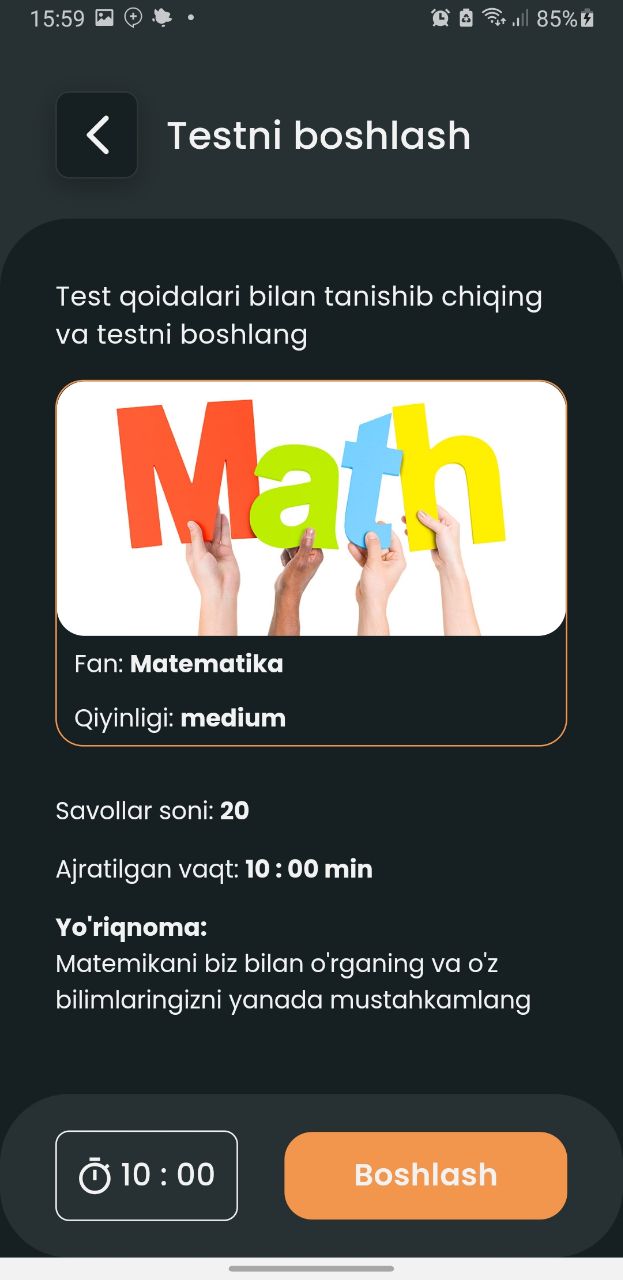 15:59
85%
Testni boshlash
Test qoidalari bilan tanishib chiqing
va testni boshlang
Math
Fan: Matematika
Qiyinligi: medium
Savollar soni: 20
Ajratilgan vaqt: 10 : 00 min
Yo'riqnoma:
Matemikani biz bilan o'rganing va o'z
bilimlaringizni yanada mustahkamlang
10 : 00
Boshlash